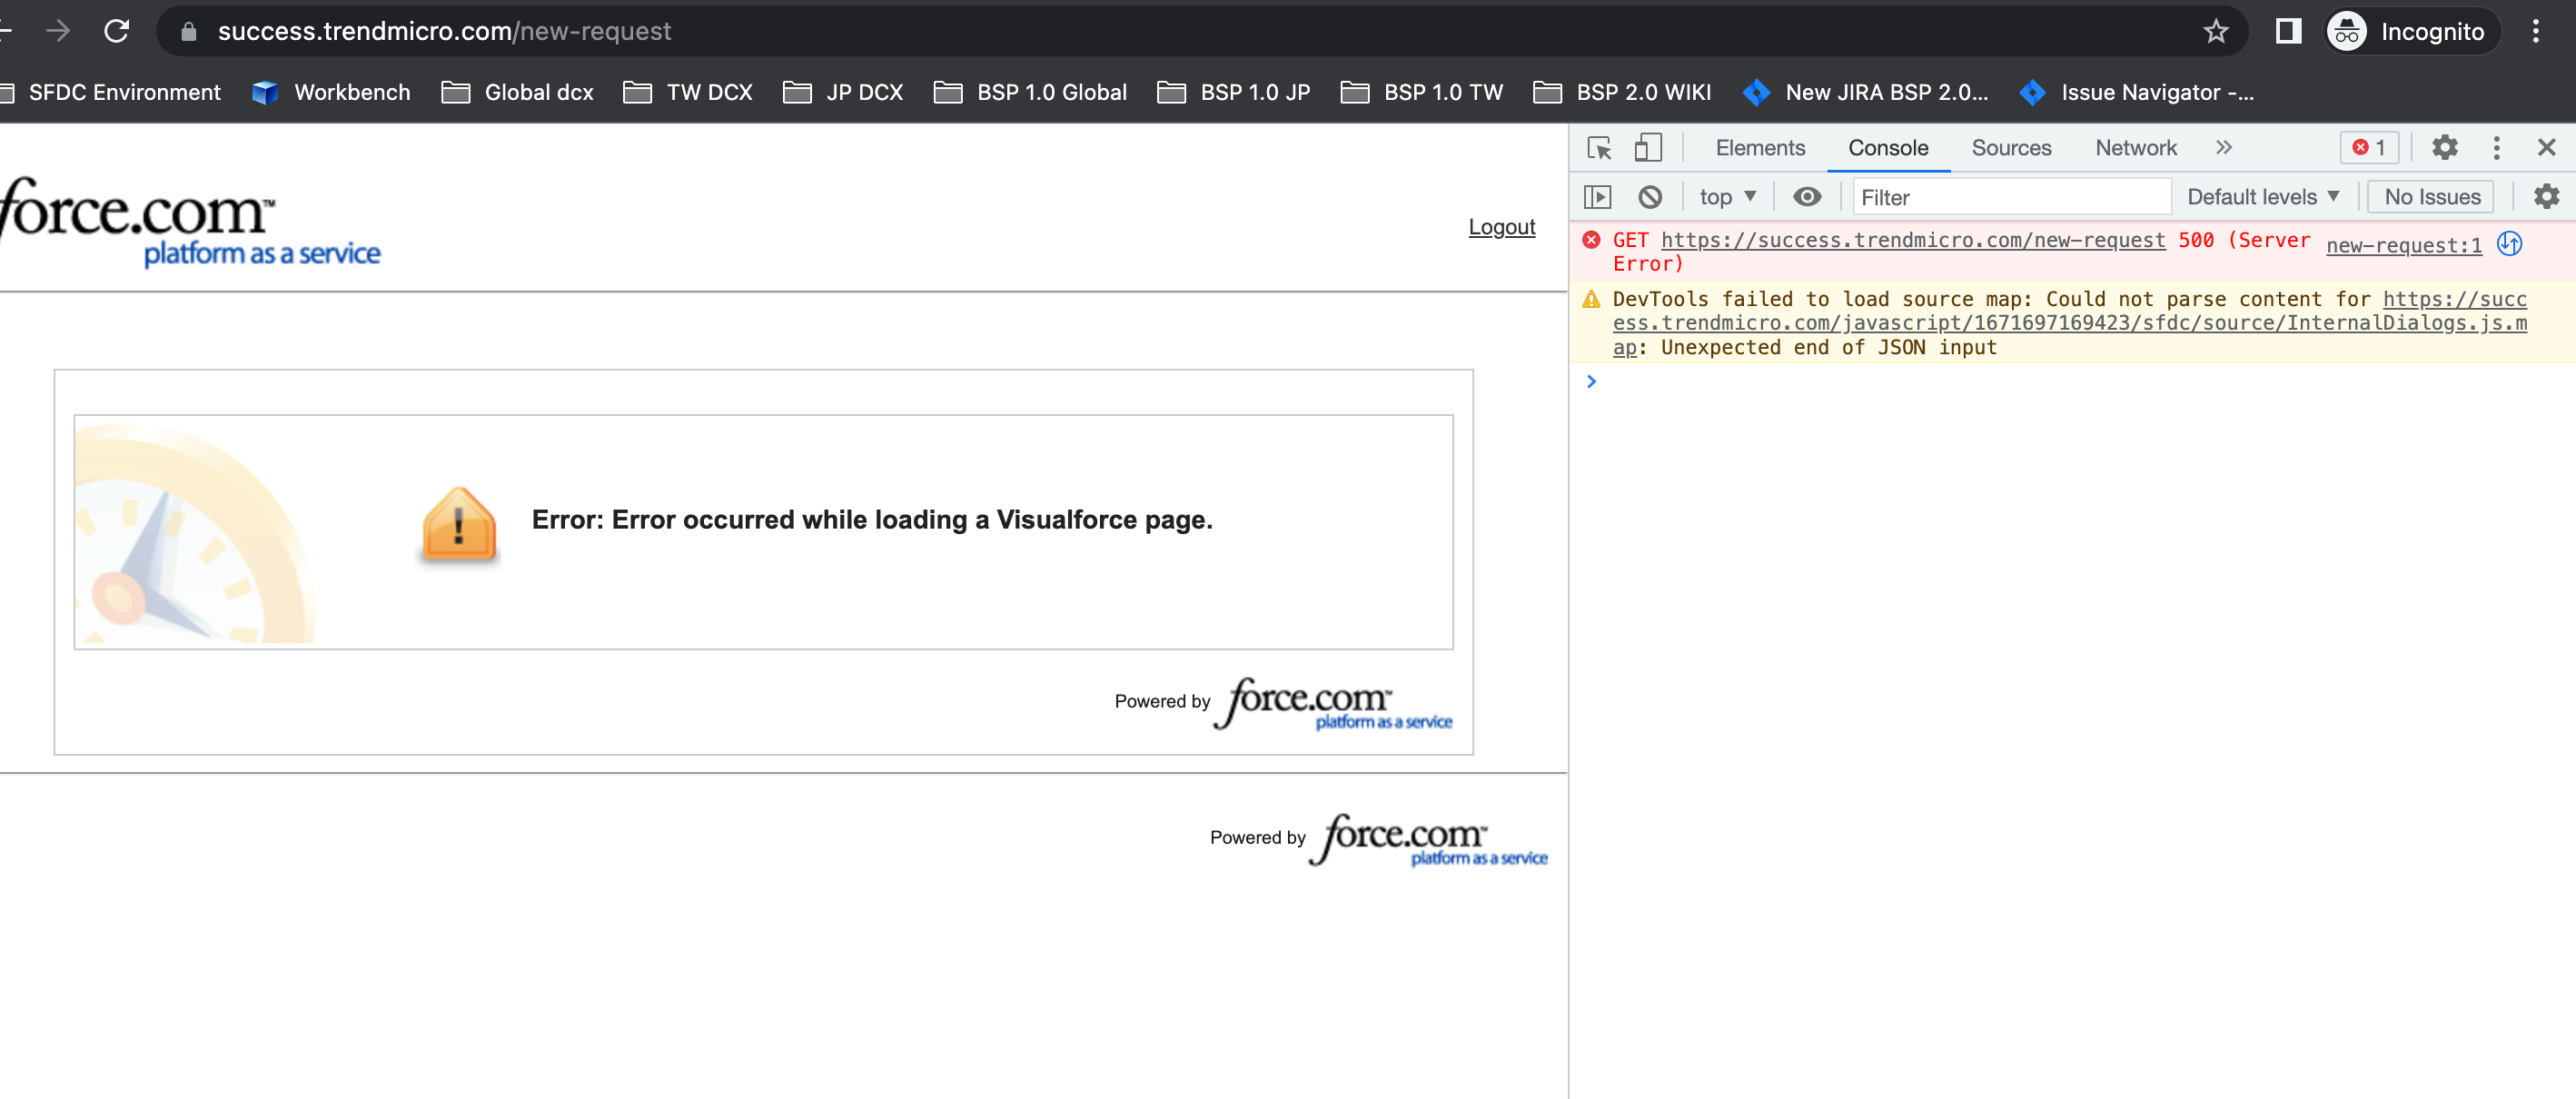 success.trendmicro.com/new-request
Incognito
SFDC Environment
Workbench
Global dcx
TW DCX
JP DCX
BSP 1.0 Global
BSP 1.0 JP
BSP 1.0 TW
BSP 2.0 WIKI
New JIRA BSP 2.0...
Issue Navigator -...
force.com™
platform as a service
Logout
Error: Error occurred while loading a Visualforce page.
Powered by force.com™
platform as a service
Powered by force.com™
platform as a service
Elements Console Sources Network » 1
top ▼ Filter Default levels ▼ No Issues
GET https://success.trendmicro.com/new-request 500 (Server new-request:1
Error)
DevTools failed to load source map: Could not parse content for https://succ
ess.trendmicro.com/javascript/1671697169423/sfdc/source/InternalDialogs.js.m
ap: Unexpected end of JSON input